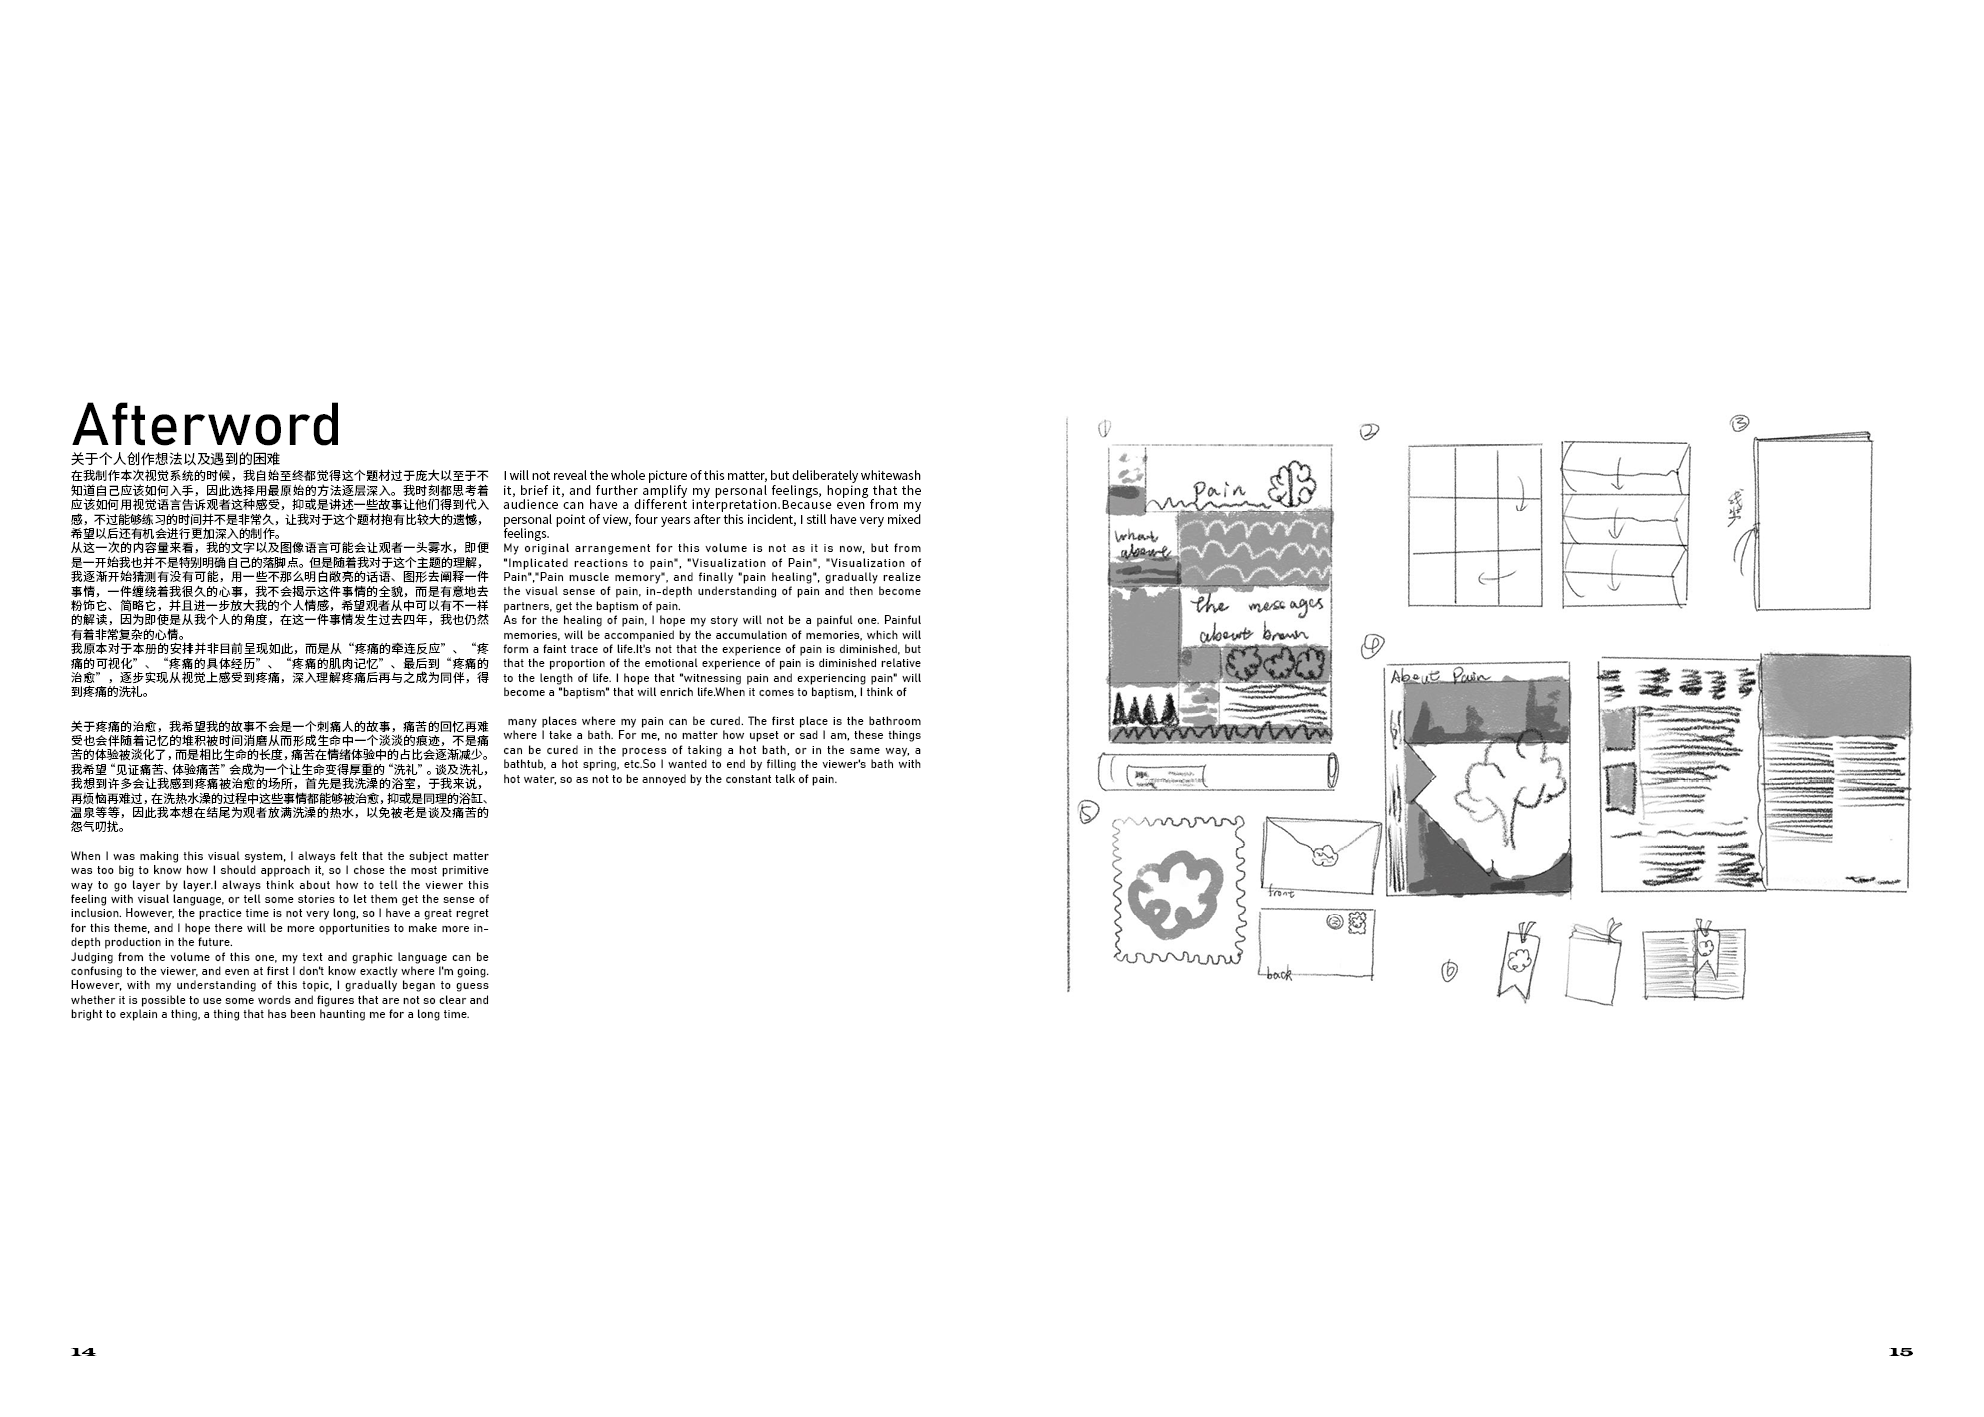 Afterword
关于个人创作想法以及遇到的困难
在我制作本次视觉系统的时候，我自始至终都觉得这个题材过于庞大以至于不
知道自己应该如何入手，因此选择用最原始的方法逐层深入。我时刻都思考着
应该如何用视觉语言告诉观者这种感受，抑或是讲述一些故事让他们得到代入
感，不过能够练习的时间并不是非常久，让我对于这个题材抱有比较大的遗憾，
希望以后还有机会进行更加深入的制作。
从这一次的内容量来看，我的文字以及图像语言可能会让观者一头雾水，即便
是一开始我也并不是特别明确自己的落脚点。但是随着我对于这个主题的理解，
我逐渐开始猜测有没有可能，用一些不那么明白敞亮的话语、图形去阐释一件
事情，一件缠绕着我很久的心事，我不会揭示这件事情的全貌，而是有意地去
粉饰它、简略它，并且进一步放大我的个人情感，希望观者从中可以有不一样
的解读，因为即使是从我个人的角度，在这一件事情发生过去四年，我也仍然
有着非常复杂的心情。
我原本对于本册的安排并非目前呈现如此，而是从“疼痛的牵连反应”、“疼
痛的可视化”、“疼痛的具体经历”、“疼痛的肌肉记忆”、最后到“疼痛的
治愈”，逐步实现从视觉上感受到疼痛，深入理解疼痛后再与之成为同伴，得
到疼痛的洗礼。
关于疼痛的治愈，我希望我的故事不会是一个刺痛人的故事，痛苦的回忆再难
受也会伴随着记忆的堆积被时间消磨从而形成生命中一个淡淡的痕迹，不是痛
苦的体验被淡化了，而是相比生命的长度，痛苦在情绪体验中的占比会逐渐减少。
我希望“见证痛苦、体验痛苦”会成为一个让生命变得厚重的“洗礼”。谈及洗礼，
我想到许多会让我感到疼痛被治愈的场所，首先是我洗澡的浴室，于我来说，
再烦恼再难过，在洗热水澡的过程中这些事情都能够被治愈，抑或是同理的浴缸、
温泉等等，因此我本想在结尾为观者放满洗澡的热水，以免被老是谈及痛苦的
怨气叨扰。
When I was making this visual system, I always felt that the subject matter
was too big to know how I should approach it, so I chose the most primitive
way to go layer by layer.I always think about how to tell the viewer this
feeling with visual language, or tell some stories to let them get the sense of
inclusion. However, the practice time is not very long, so I have a great regret
for this theme, and I hope there will be more opportunities to make more in-
depth production in the future.
Judging from the volume of this one, my text and graphic language can be
confusing to the viewer, and even at first I don't know exactly where I'm going.
However, with my understanding of this topic, I gradually began to guess
whether it is possible to use some words and figures that are not so clear and
bright to explain a thing, a thing that has been haunting me for a long time.
I will not reveal the whole picture of this matter, but deliberately whitewash
it, brief it, and further amplify my personal feelings, hoping that the
audience can have a different interpretation.Because even from my
personal point of view, four years after this incident, I still have very mixed
feelings.
My original arrangement for this volume is not as it is now, but from
"Implicated reactions to pain", "Visualization of Pain", "Visualization of
Pain","Pain muscle memory", and finally "pain healing", gradually realize
the visual sense of pain, in-depth understanding of pain and then become
partners, get the baptism of pain.
As for the healing of pain, I hope my story will not be a painful one. Painful
memories, will be accompanied by the accumulation of memories, which will
form a faint trace of life.It's not that the experience of pain is diminished, but
that the proportion of the emotional experience of pain is diminished relative
to the length of life. I hope that "witnessing pain and experiencing pain" will
become a "baptism" that will enrich life.When it comes to baptism, I think of
many places where my pain can be cured. The first place is the bathroom
where I take a bath. For me, no matter how upset or sad I am, these things
can be cured in the process of taking a hot bath, or in the same way, a
bathtub, a hot spring, etc.So I wanted to end by filling the viewer's bath with
hot water, so as not to be annoyed by the constant talk of pain.
14
①
Pain
what
about
the messages
about brown
②
③
④
About Pain
⑤
front
back
⑥
15